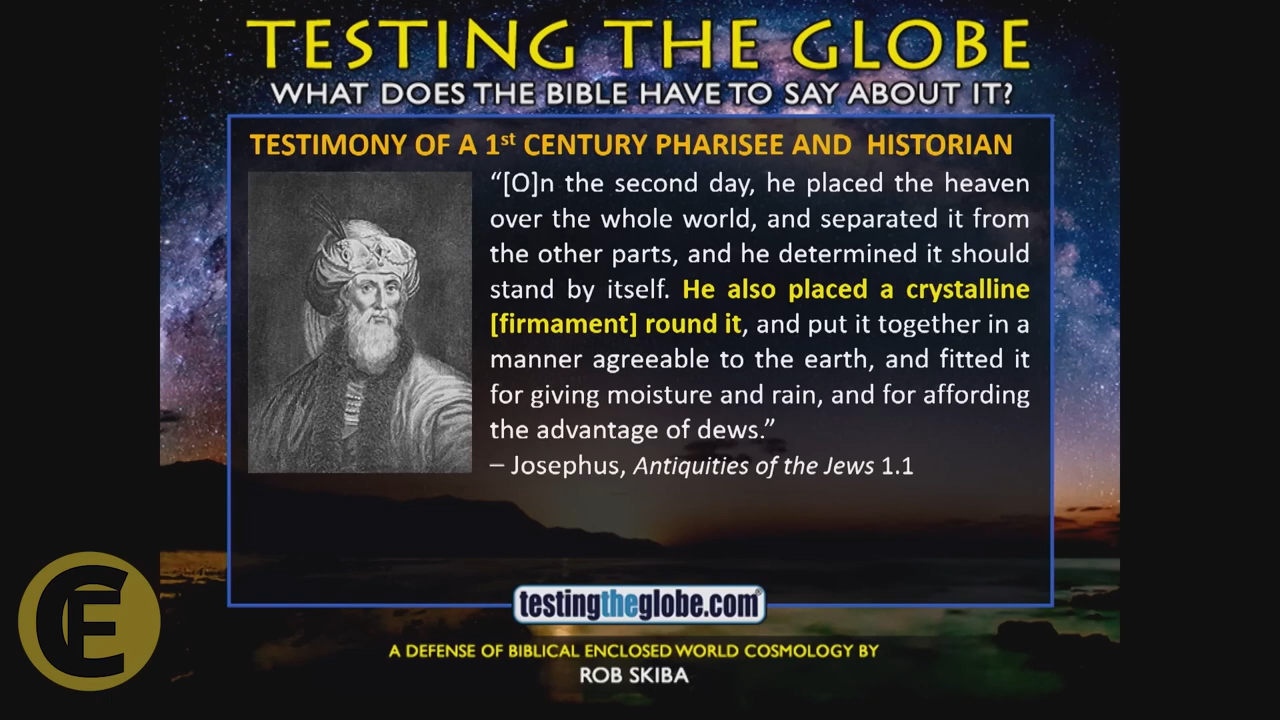 TESTING THE GLOBE
WHAT DOES THE BIBLE HAVE TO SAY ABOUT IT?
TESTIMONY OF A 1st CENTURY PHARISEE AND HISTORIAN
“[O]n the second day, he placed the heaven
over the whole world, and separated it from
the other parts, and he determined it should
stand by itself. He also placed a crystalline
[firmament] round it, and put it together in a
manner agreeable to the earth, and fitted it
for giving moisture and rain, and for affording
the advantage of dews.”
– Josephus, Antiquities of the Jews 1.1
testingtheglobe.com
A DEFENSE OF BIBLICAL ENCLOSED WORLD COSMOLOGY BY
ROB SKIBA